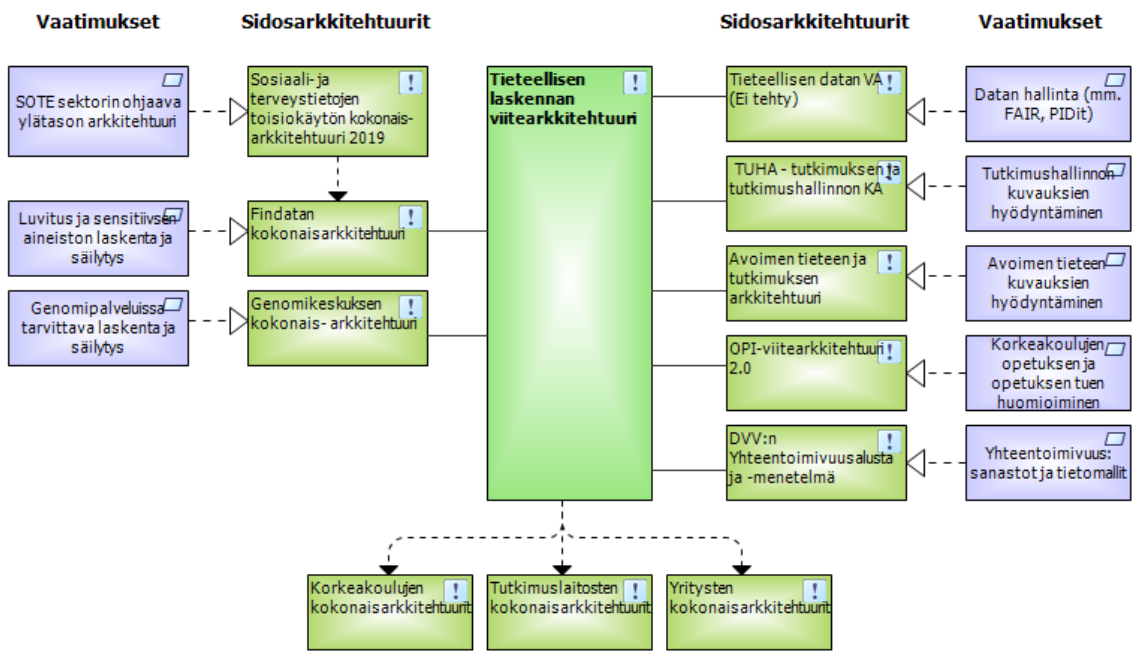 Vaatimukset
Sidosarkkitehtuurit
Sidosarkkitehtuurit
Vaatimukset
SOTE sektorin ohjaava
ylätason arkkitehtuuri
Sosiaali- ja
terveystietojen
toisiokäytön kokonais-
arkkitehtuuri 2019
Luvitus ja sensitiivsen
aineiston laskenta ja
säilytys
Findatan
kokonaisarkkitehtuuri
Genomipalveluissa
tarvittava laskenta ja
säilytys
Genomikeskuksen
kokonais- arkkitehtuuri
Tieteellisen
laskennan
viitearkkitehtuuri
Tieteellisen datan VA
(Ei tehty)
Datan hallinta (mm.
FAIR, PIDit)
TUHA - tutkimuksen ja
tutkimushallinnon KA
Tutkimushallinnon
kuvauksien
hyödyntäminen
Avoimen tieteen ja
tutkimuksen
arkkitehtuuri
Avoimen tieteen
kuvauksien
hyödyntäminen
OPI-viitearkkitehtuuri
2.0
Korkeakoulujen
opetuksen ja
opetuksen tuen
huomioiminen
DVV:n
Yhteentoimivuusalusta
ja -menetelmä
Yhteentoimivuus:
sanastot ja tietomallit
Korkeakoulujen
kokonaisarkkitehtuurit
Tutkimuslaitosten
kokonaisarkkitehtuurit
Yritysten
kokonaisarkkitehtuurit